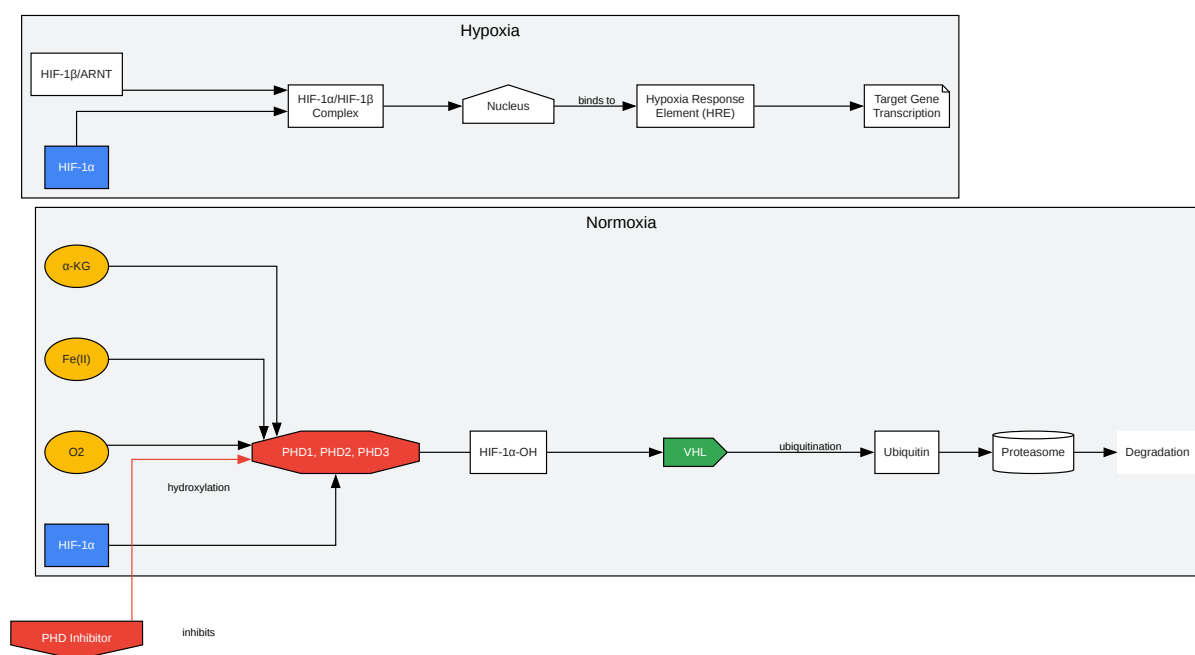 Hypoxia
HIF-1β/ARNT
HIF-1α/HIF-1β
Complex
Nucleus
binds to
Hypoxia Response
Element (HRE)
Target Gene
Transcription
HIF-1α
Normoxia
α-KG
Fe(II)
O2
PHD1, PHD2, PHD3
HIF-1α-OH
VHL
ubiquitination
Ubiquitin
Proteasome
Degradation
hydroxylation
HIF-1α
PHD Inhibitor
inhibits